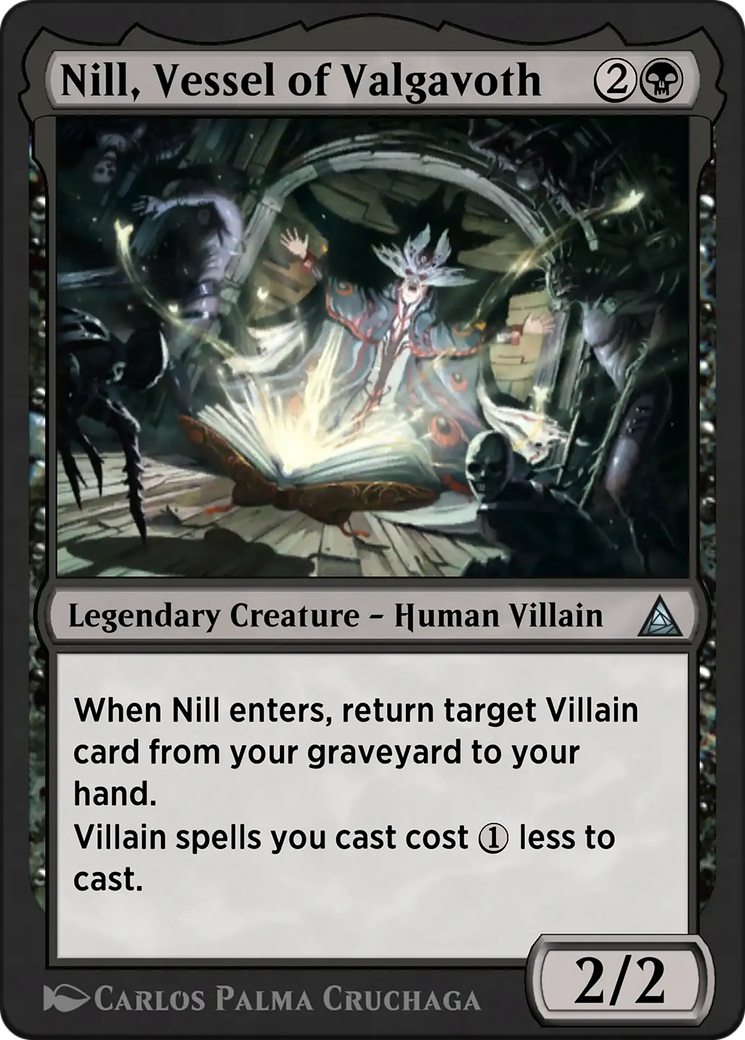 Nill, Vessel of Valgavoth 2
Legendary Creature – Human Villain
When Nill enters, return target Villain
card from your graveyard to your
hand.
Villain spells you cast cost 1 less to
cast.
2/2
Carlos Palma Cruchaga